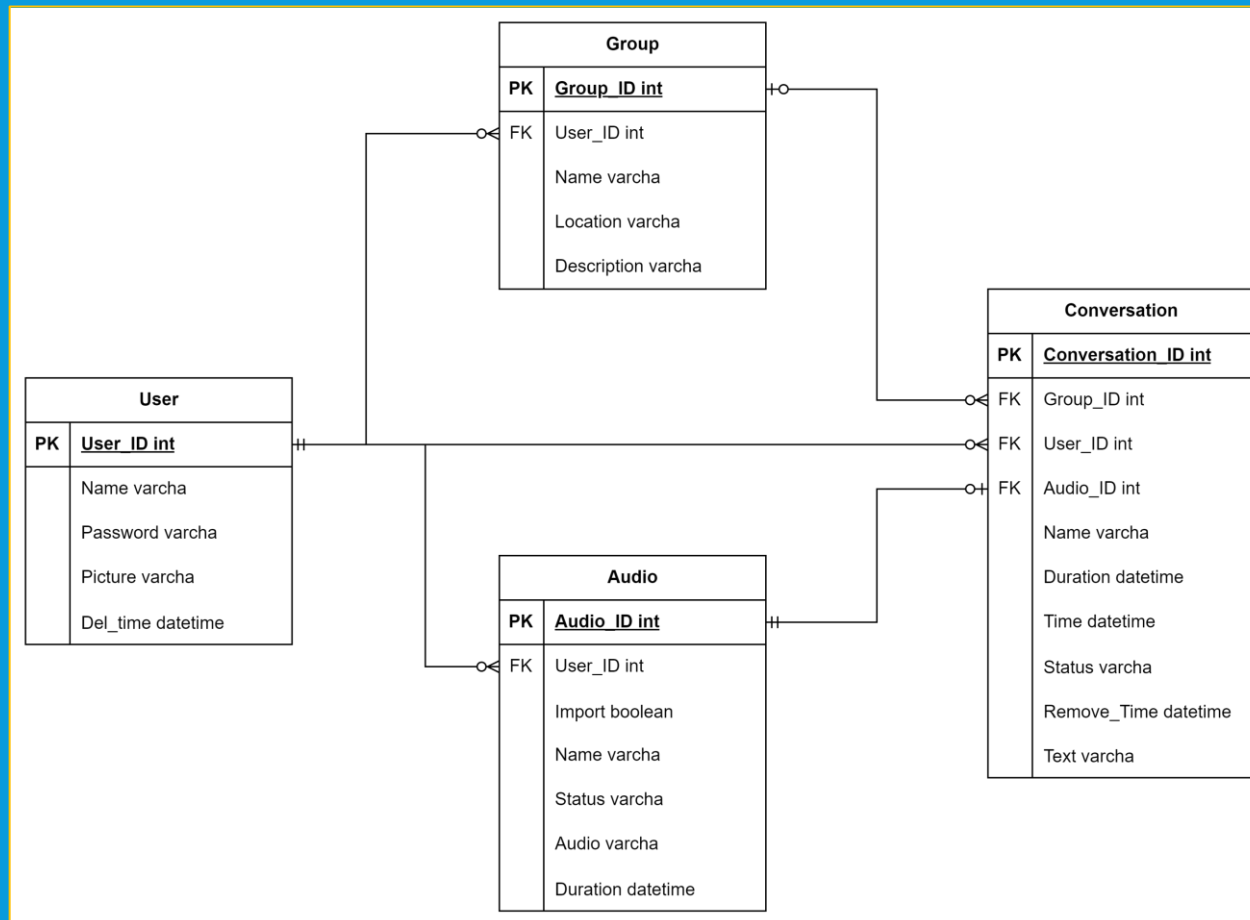 Group
PK Group_ID int
FK User_ID int
Name varcha
Location varcha
Description varcha
Conversation
PK Conversation_ID int
FK Group_ID int
FK User_ID int
FK Audio_ID int
Name varcha
Duration datetime
Time datetime
Status varcha
Remove_Time datetime
Text varcha
User
PK User_ID int
Name varcha
Password varcha
Picture varcha
Del_time datetime
Audio
PK Audio_ID int
FK User_ID int
Import boolean
Name varcha
Status varcha
Audio varcha
Duration datetime